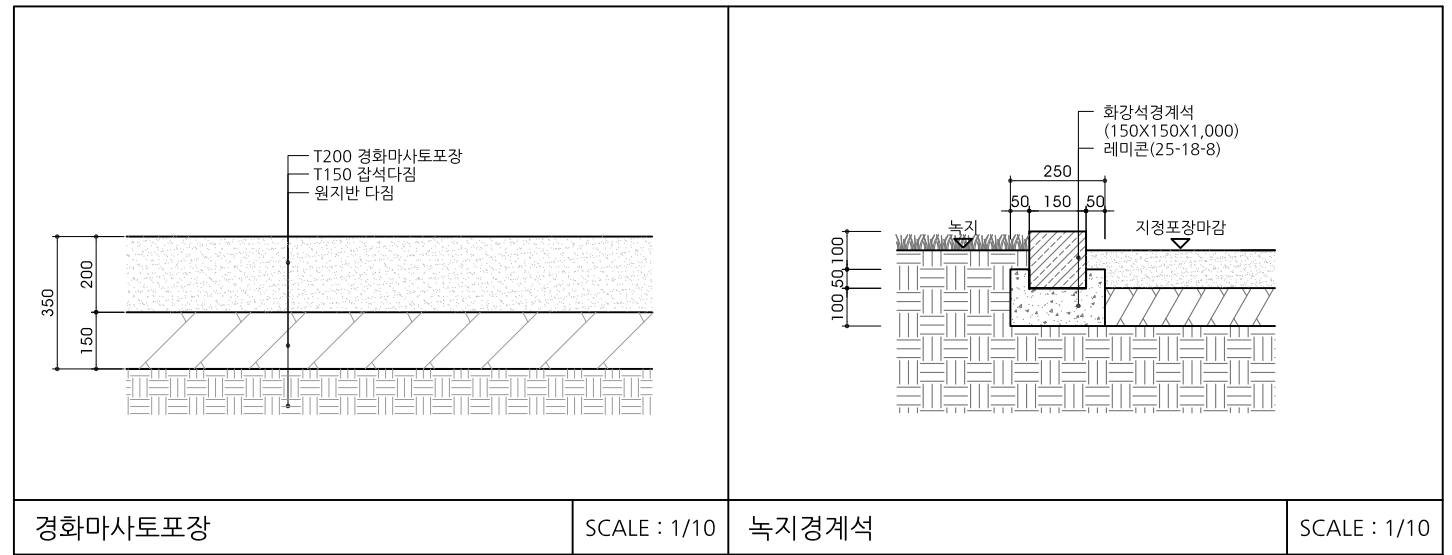 T200 경화마사토포장
T150 잡석다짐
원지반 다짐
350
200
150
경화마사토포장
SCALE : 1/10
화강석경계석
(150X150X1,000)
레미콘(25-18-8)
250
50 150 50
녹지
지정포장마감
100
50
100
녹지경계석
SCALE : 1/10